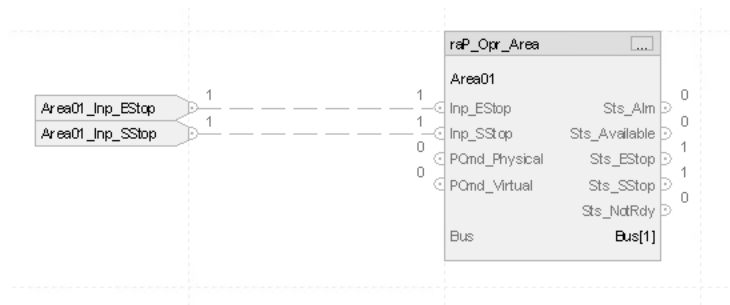 raP_Opr_Area ...
Area01
Area01_Inp_EStop 1 1 Inp_EStop Sts_Alm 0
Area01_Inp_SStop 1 1 Inp_SStop Sts_Available 0
0 PCmd_Physical Sts_EStop 1
0 PCmd_Virtual Sts_SStop 1
Sts_NotRdy 0
Bus Bus[1]